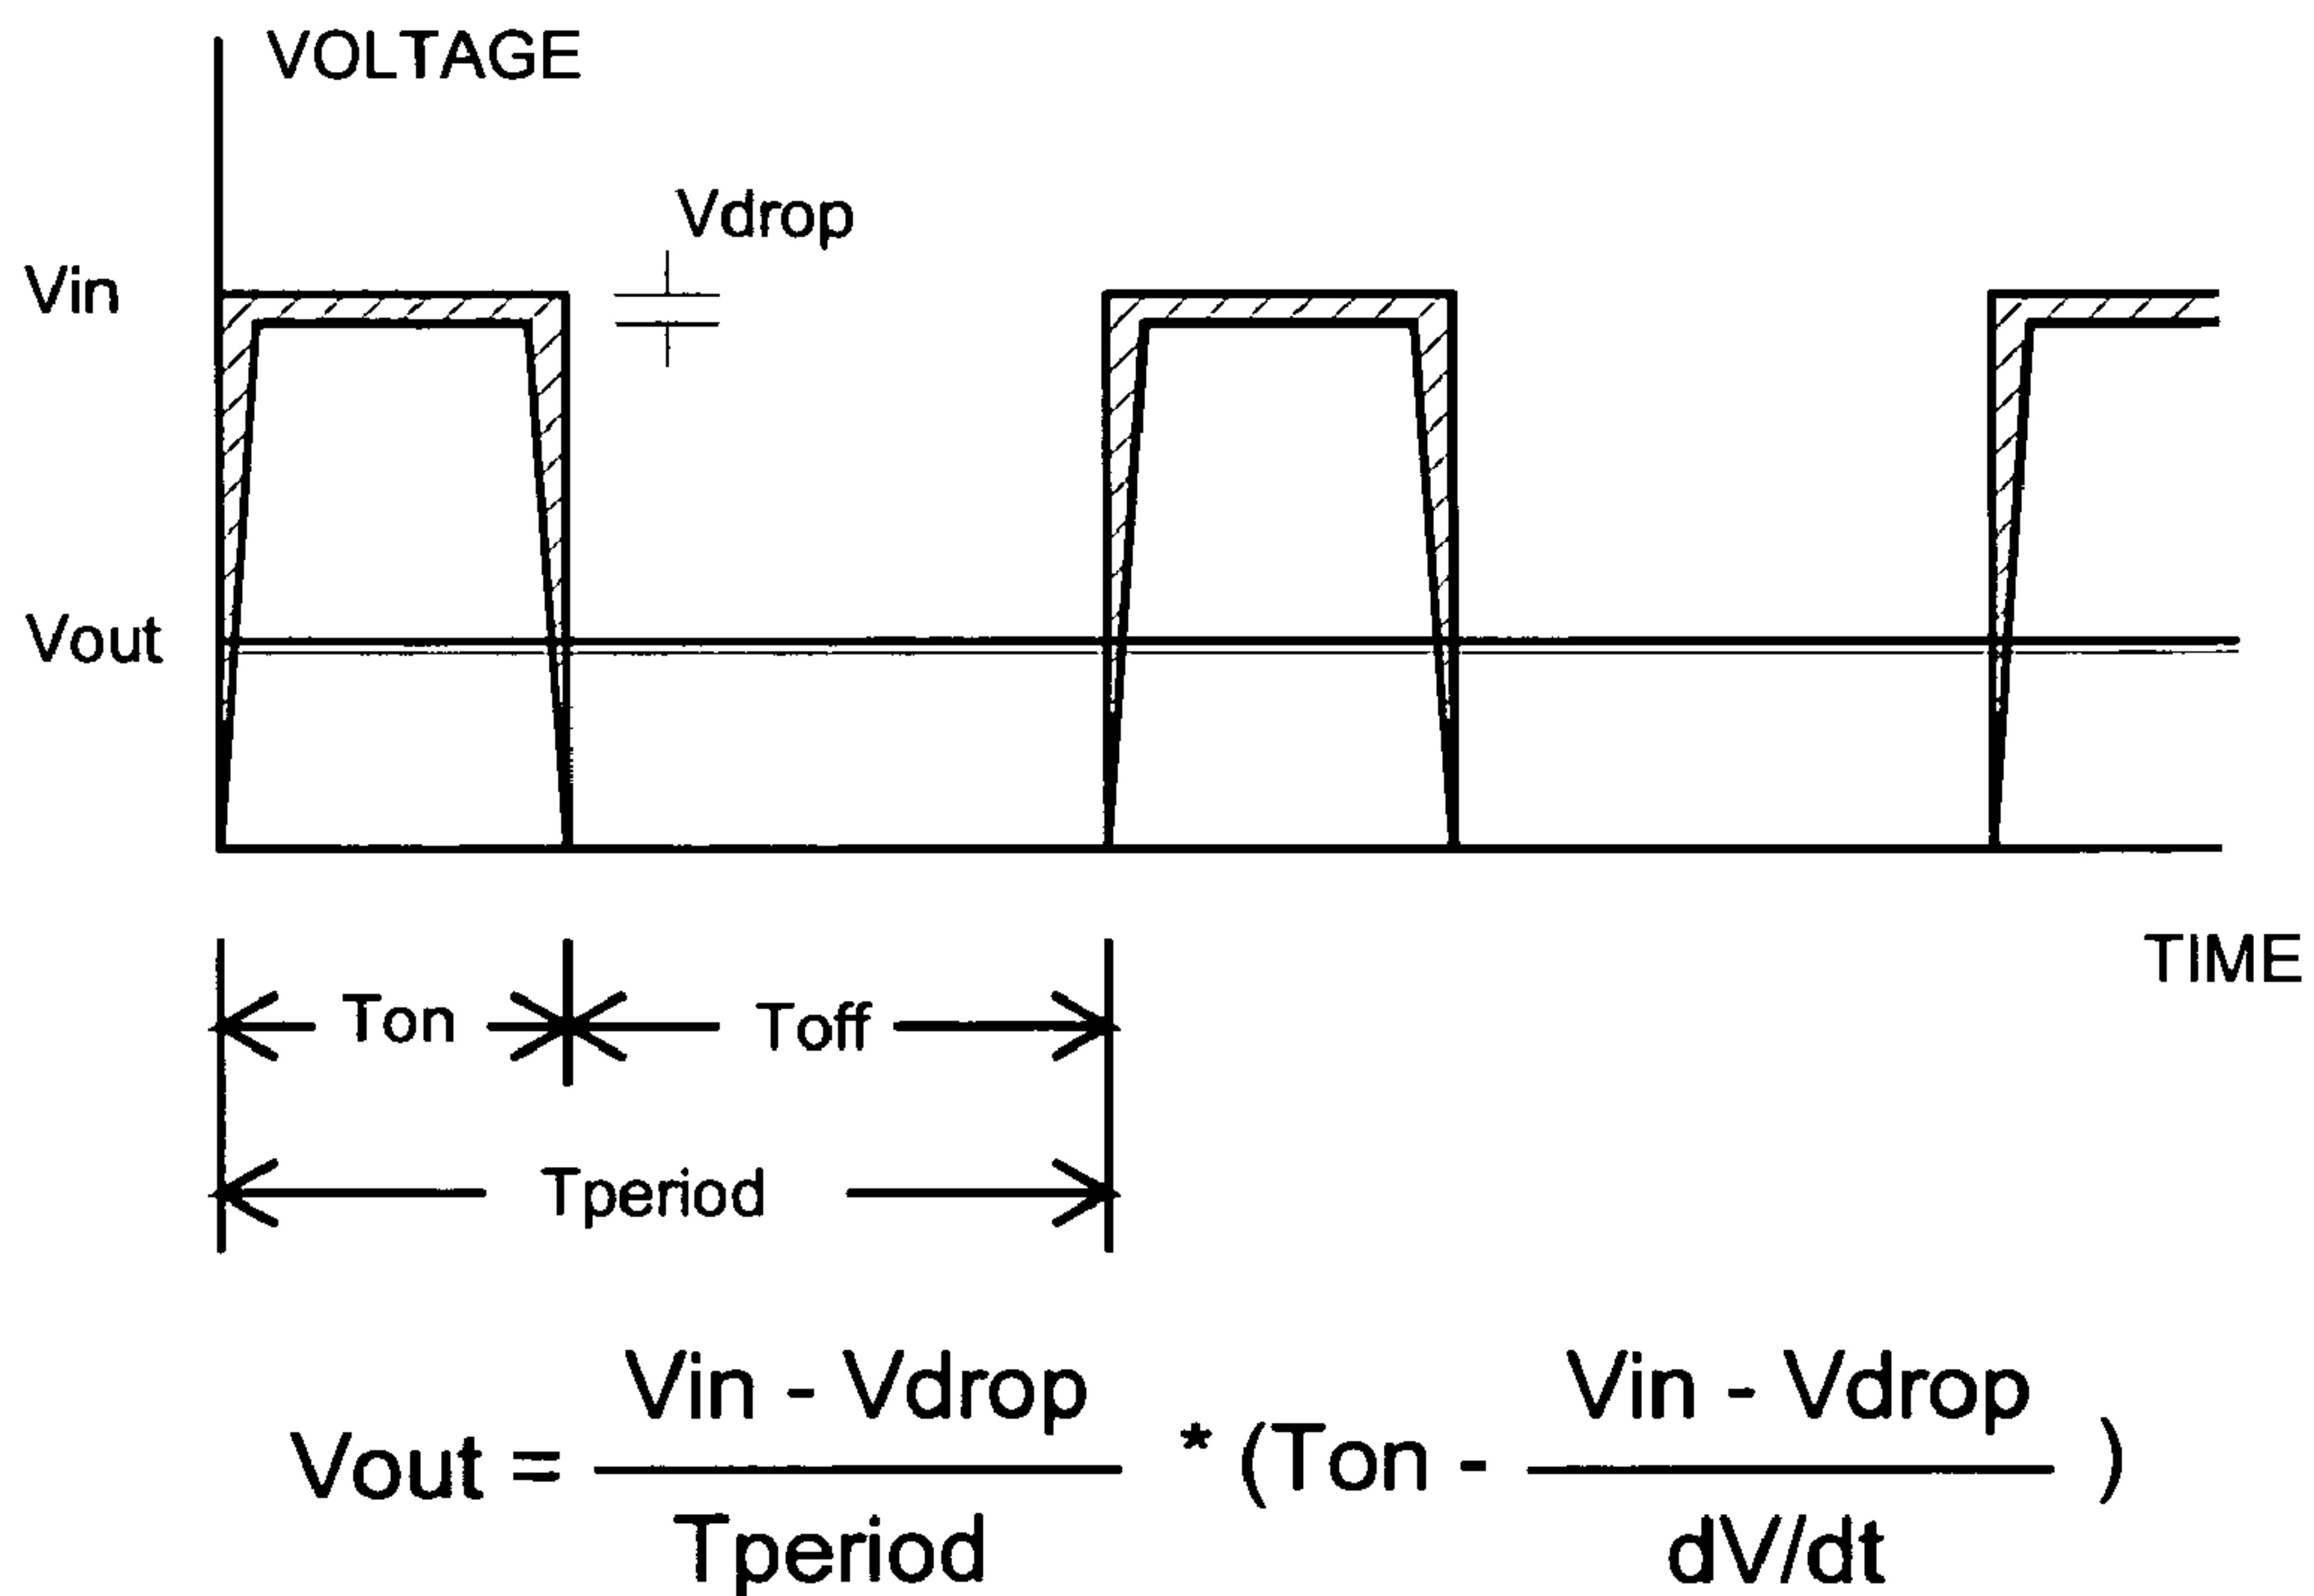 VOLTAGE
Vdrop
Vin
Vout
TIME
Ton
Toff
Tperiod
Vin - Vdrop
Vin - Vdrop
Vout =
* (Ton -
)
Tperiod
dV/dt